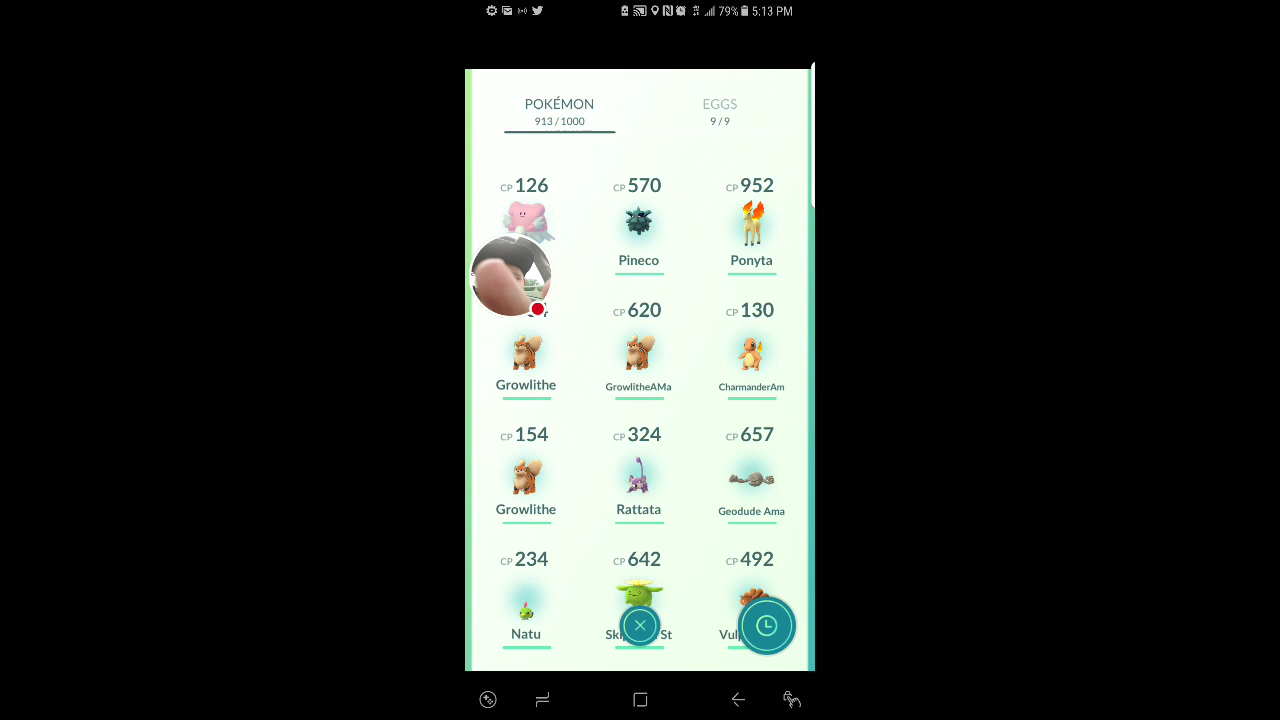 79% 5:13 PM
POKÉMON EGGS
913 / 1000 9 / 9
CP 126 CP 570 CP 952
Pineco Ponyta
CP 620 CP 130
Growlithe GrowlitheAMa CharmanderAm
CP 154 CP 324 CP 657
Growlithe Rattata Geodude Ama
CP 234 CP 642 CP 492
Natu St